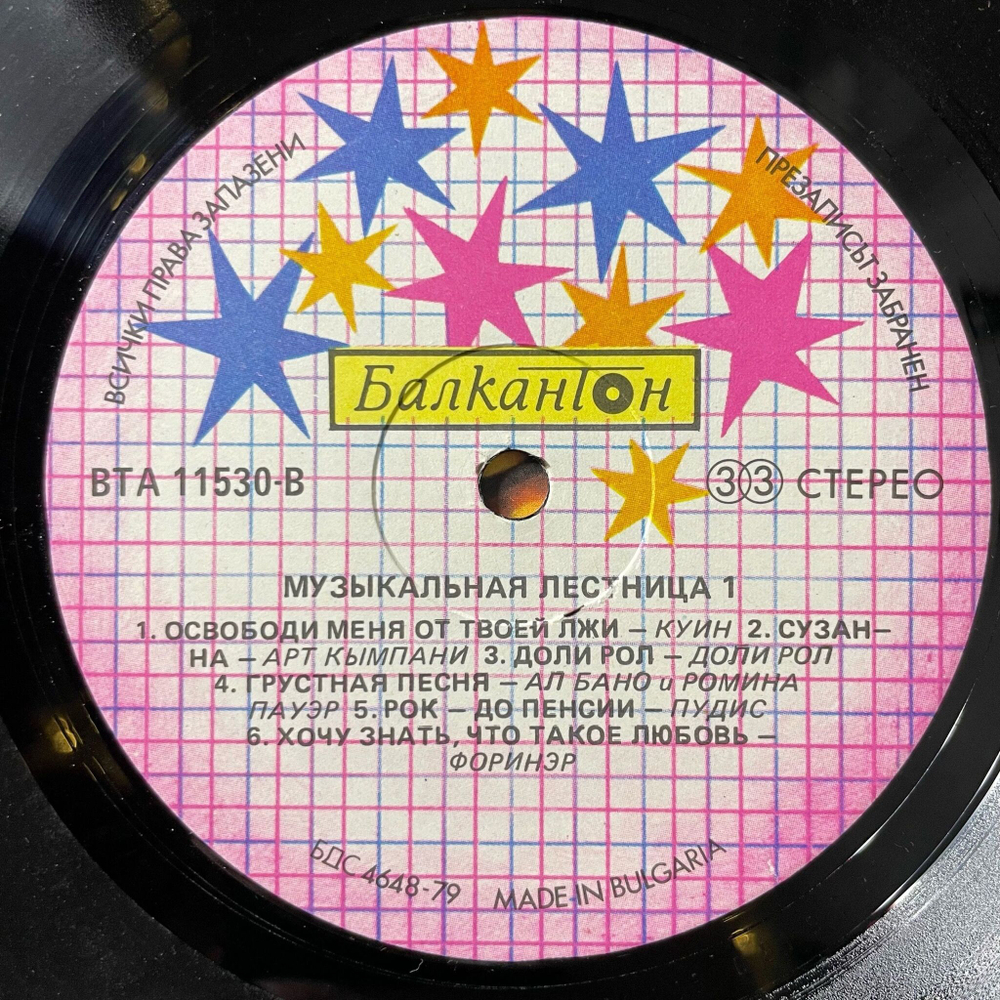 ВСИЧКИ ПРАВА ЗАПАЗЕНИ
ПРЕЗАПИСЪТ ЗАБРАНЕН
Балкантон
ВТА 11530-В
33 СТЕРЕО
МУЗЫКАЛЬНАЯ ЛЕСТНИЦА 1
1. ОСВОБОДИ МЕНЯ ОТ ТВОЕЙ ЛЖИ – КУИН 2. СУЗАН–
НА – АРТ КЫМПАНИ 3. ДОЛИ РОЛ – ДОЛИ РОЛ
4. ГРУСТНАЯ ПЕСНЯ – АЛ БАНО и РОМИНА
ПАУЭР 5. РОК – ДО ПЕНСИИ – ПУДИС
6. ХОЧУ ЗНАТЬ, ЧТО ТАКОЕ ЛЮБОВЬ –
ФОРИНЭР
БДС 4648-79 MADE IN BULGARIA